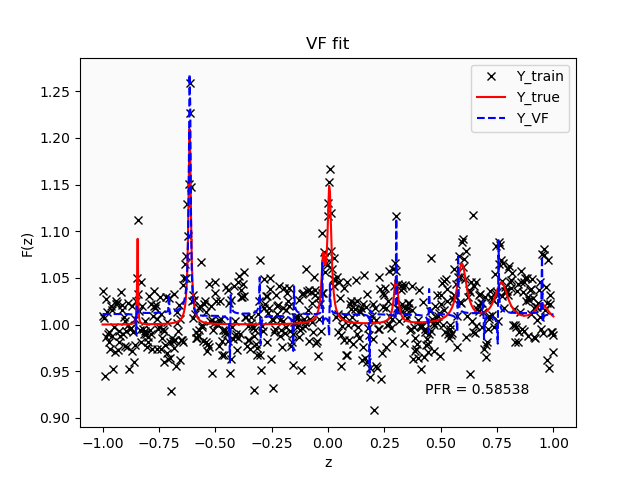 VF fit
Y_train
Y_true
Y_VF
F(z)
1.25
1.20
1.15
1.10
1.05
1.00
0.95
0.90
PFR = 0.58538
−1.00 −0.75 −0.50 −0.25 0.00 0.25 0.50 0.75 1.00
z